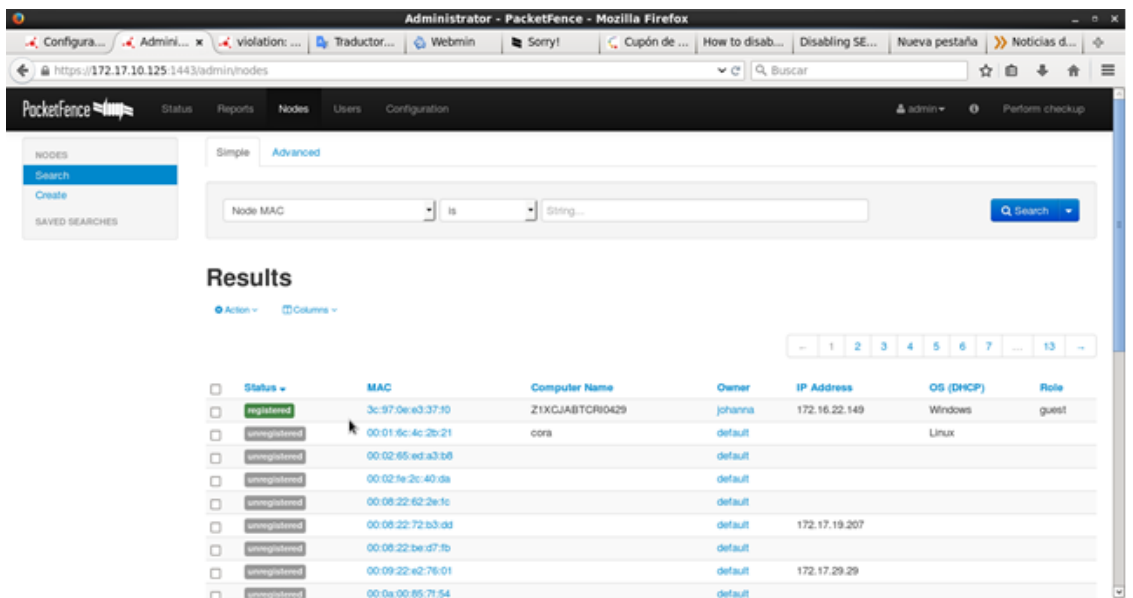 Administrator - PacketFence - Mozilla Firefox
Configura... Admini... x violation: ... Traductor... Webmin Sorry! Cupón de ... How to disab... Disabling SE... Nueva pestaña Noticias d...
https://172.17.10.125:1443/admin/nodes Buscar
PacketFence Status Reports Nodes Users Configuration admin Perform checkup
NODES
Search
Create
SAVED SEARCHES
Simple Advanced
Node MAC is String... Search
Results
Action Columns
← 1 2 3 4 5 6 7 ... 13 →
Status MAC Computer Name Owner IP Address OS (DHCP) Role
registered 3c:97:0e:e3:37:f0 Z1XCJABTCRI0429 johanna 172.16.22.149 Windows guest
unregistered 00:01:6c:4c:2b:21 cora default Linux
unregistered 00:02:65:ed:a3:b8 default
unregistered 00:02:fe:2c:40:da default
unregistered 00:08:22:62:2e:fc default
unregistered 00:08:22:72:b3:dd default 172.17.19.207
unregistered 00:08:22:be:d7:fb default
unregistered 00:09:22:e2:76:01 default 172.17.29.29
unregistered 00:0a:00:85:7f:54 default